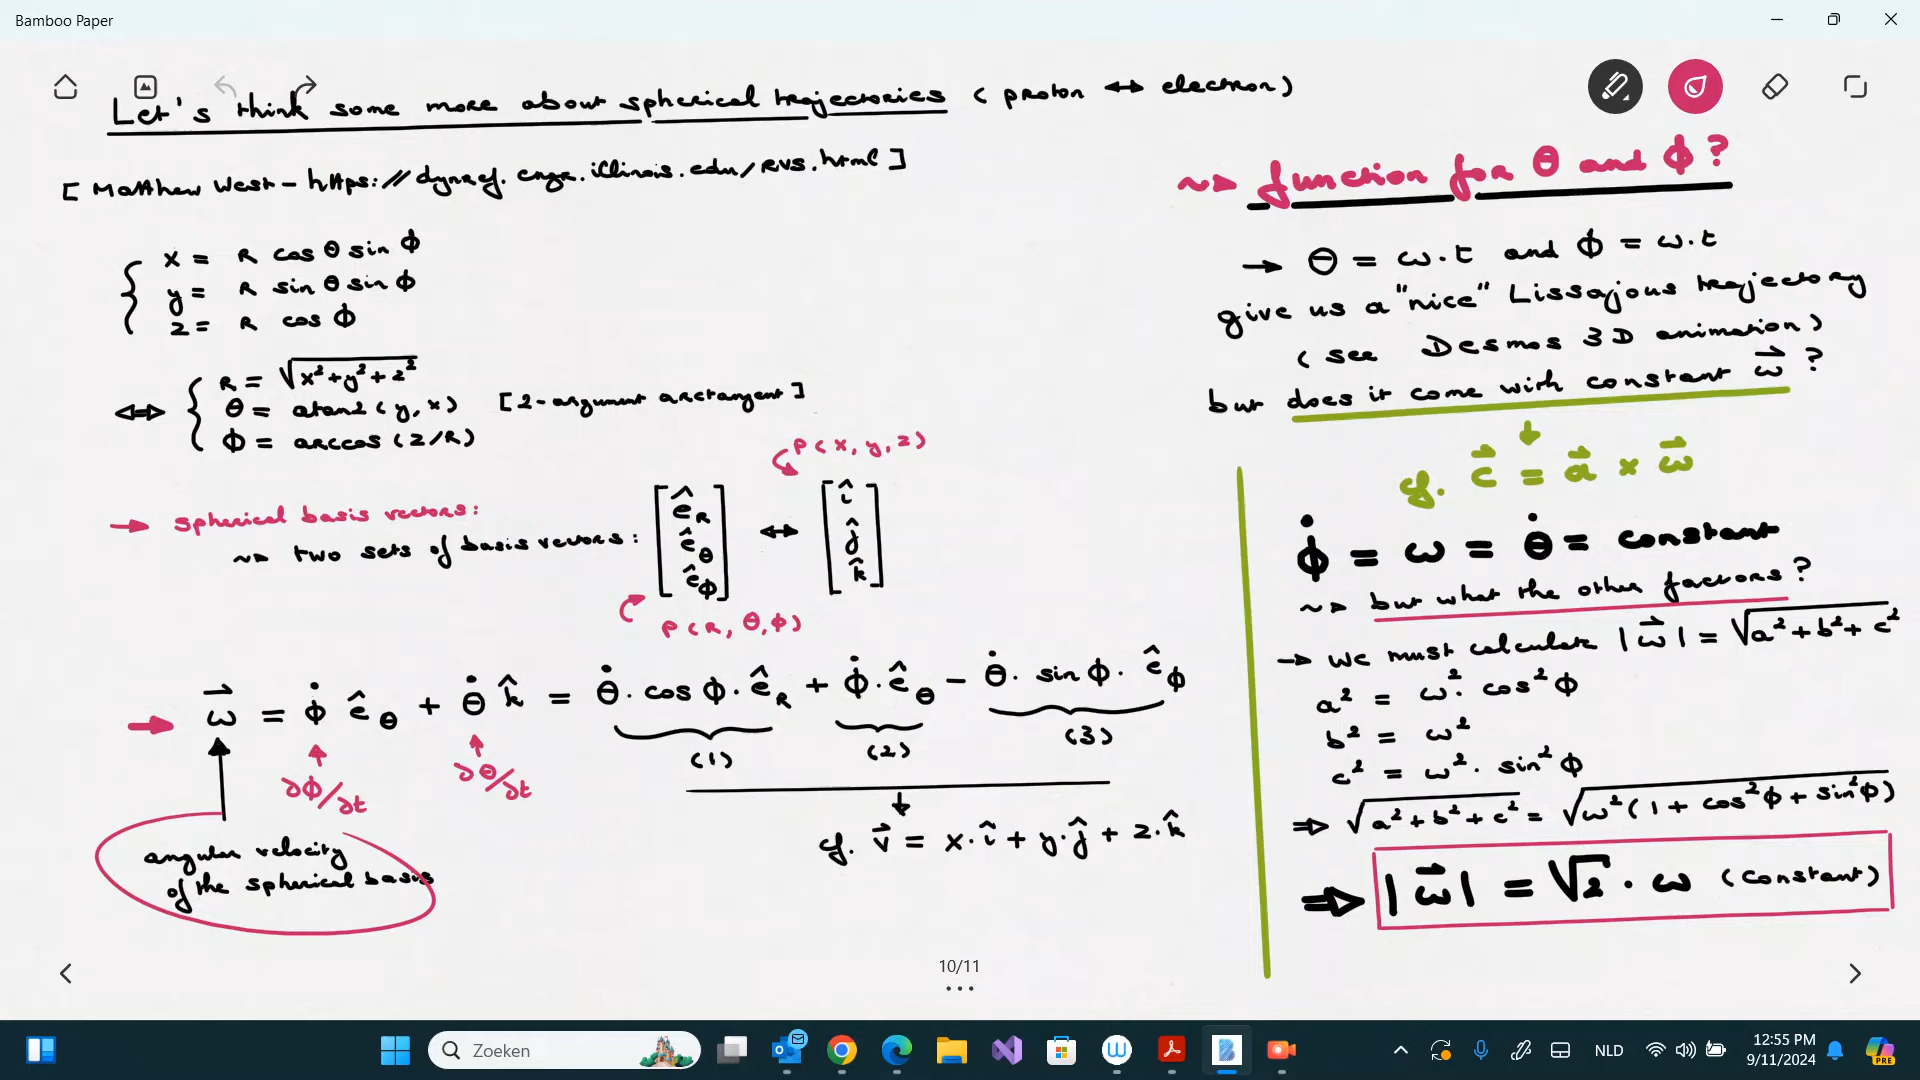 Bamboo Paper
Let's think some more about spherical trajectories (proton ↔ electron)
[Matthew West - https://dynref.engr.illinois.edu/rvs.html]
x = R cos θ sin ϕ
y = R sin θ sin ϕ
z = R cos ϕ
⇔ R = √x²+y²+z²
θ = atan2(y,x) [2-argument arctangent]
ϕ = arccos(z/R)
P(x, y, z)
→ spherical basis vectors:
⇝ two sets of basis vectors: [ê_R ê_θ ê_ϕ] ↔ [î ĵ k̂]
P(R, θ, ϕ)
→ ω⃗ = ϕ̇ ê_θ + θ̇ k̂ = θ̇·cos ϕ·ê_R + ϕ̇·ê_θ − θ̇·sin ϕ·ê_ϕ
(1) (2) (3)
∂ϕ/∂t ∂θ/∂t
cf. v⃗ = x·î + y·ĵ + z·k̂
angular velocity
of the spherical basis
⇝ function for θ and ϕ?
→ θ = ω·t and ϕ = ω·t
give us a "nice" Lissajous trajectory
(see Desmos 3D animation)
but does it come with constant ω⃗ ?
cf. c⃗ = a⃗ × ω⃗
ϕ̇ = ω = θ̇ = constant
⇝ but what the other factors?
→ we must calculate |ω⃗| = √a²+b²+c²
a² = ω²·cos²ϕ
b² = ω²
c² = ω²·sin²ϕ
⇒ √a²+b²+c² = √ω²(1+cos²ϕ+sin²ϕ)
⇒ |ω⃗| = √2·ω (constant)
10/11
Zoeken
NLD
12:55 PM
9/11/2024
PRE